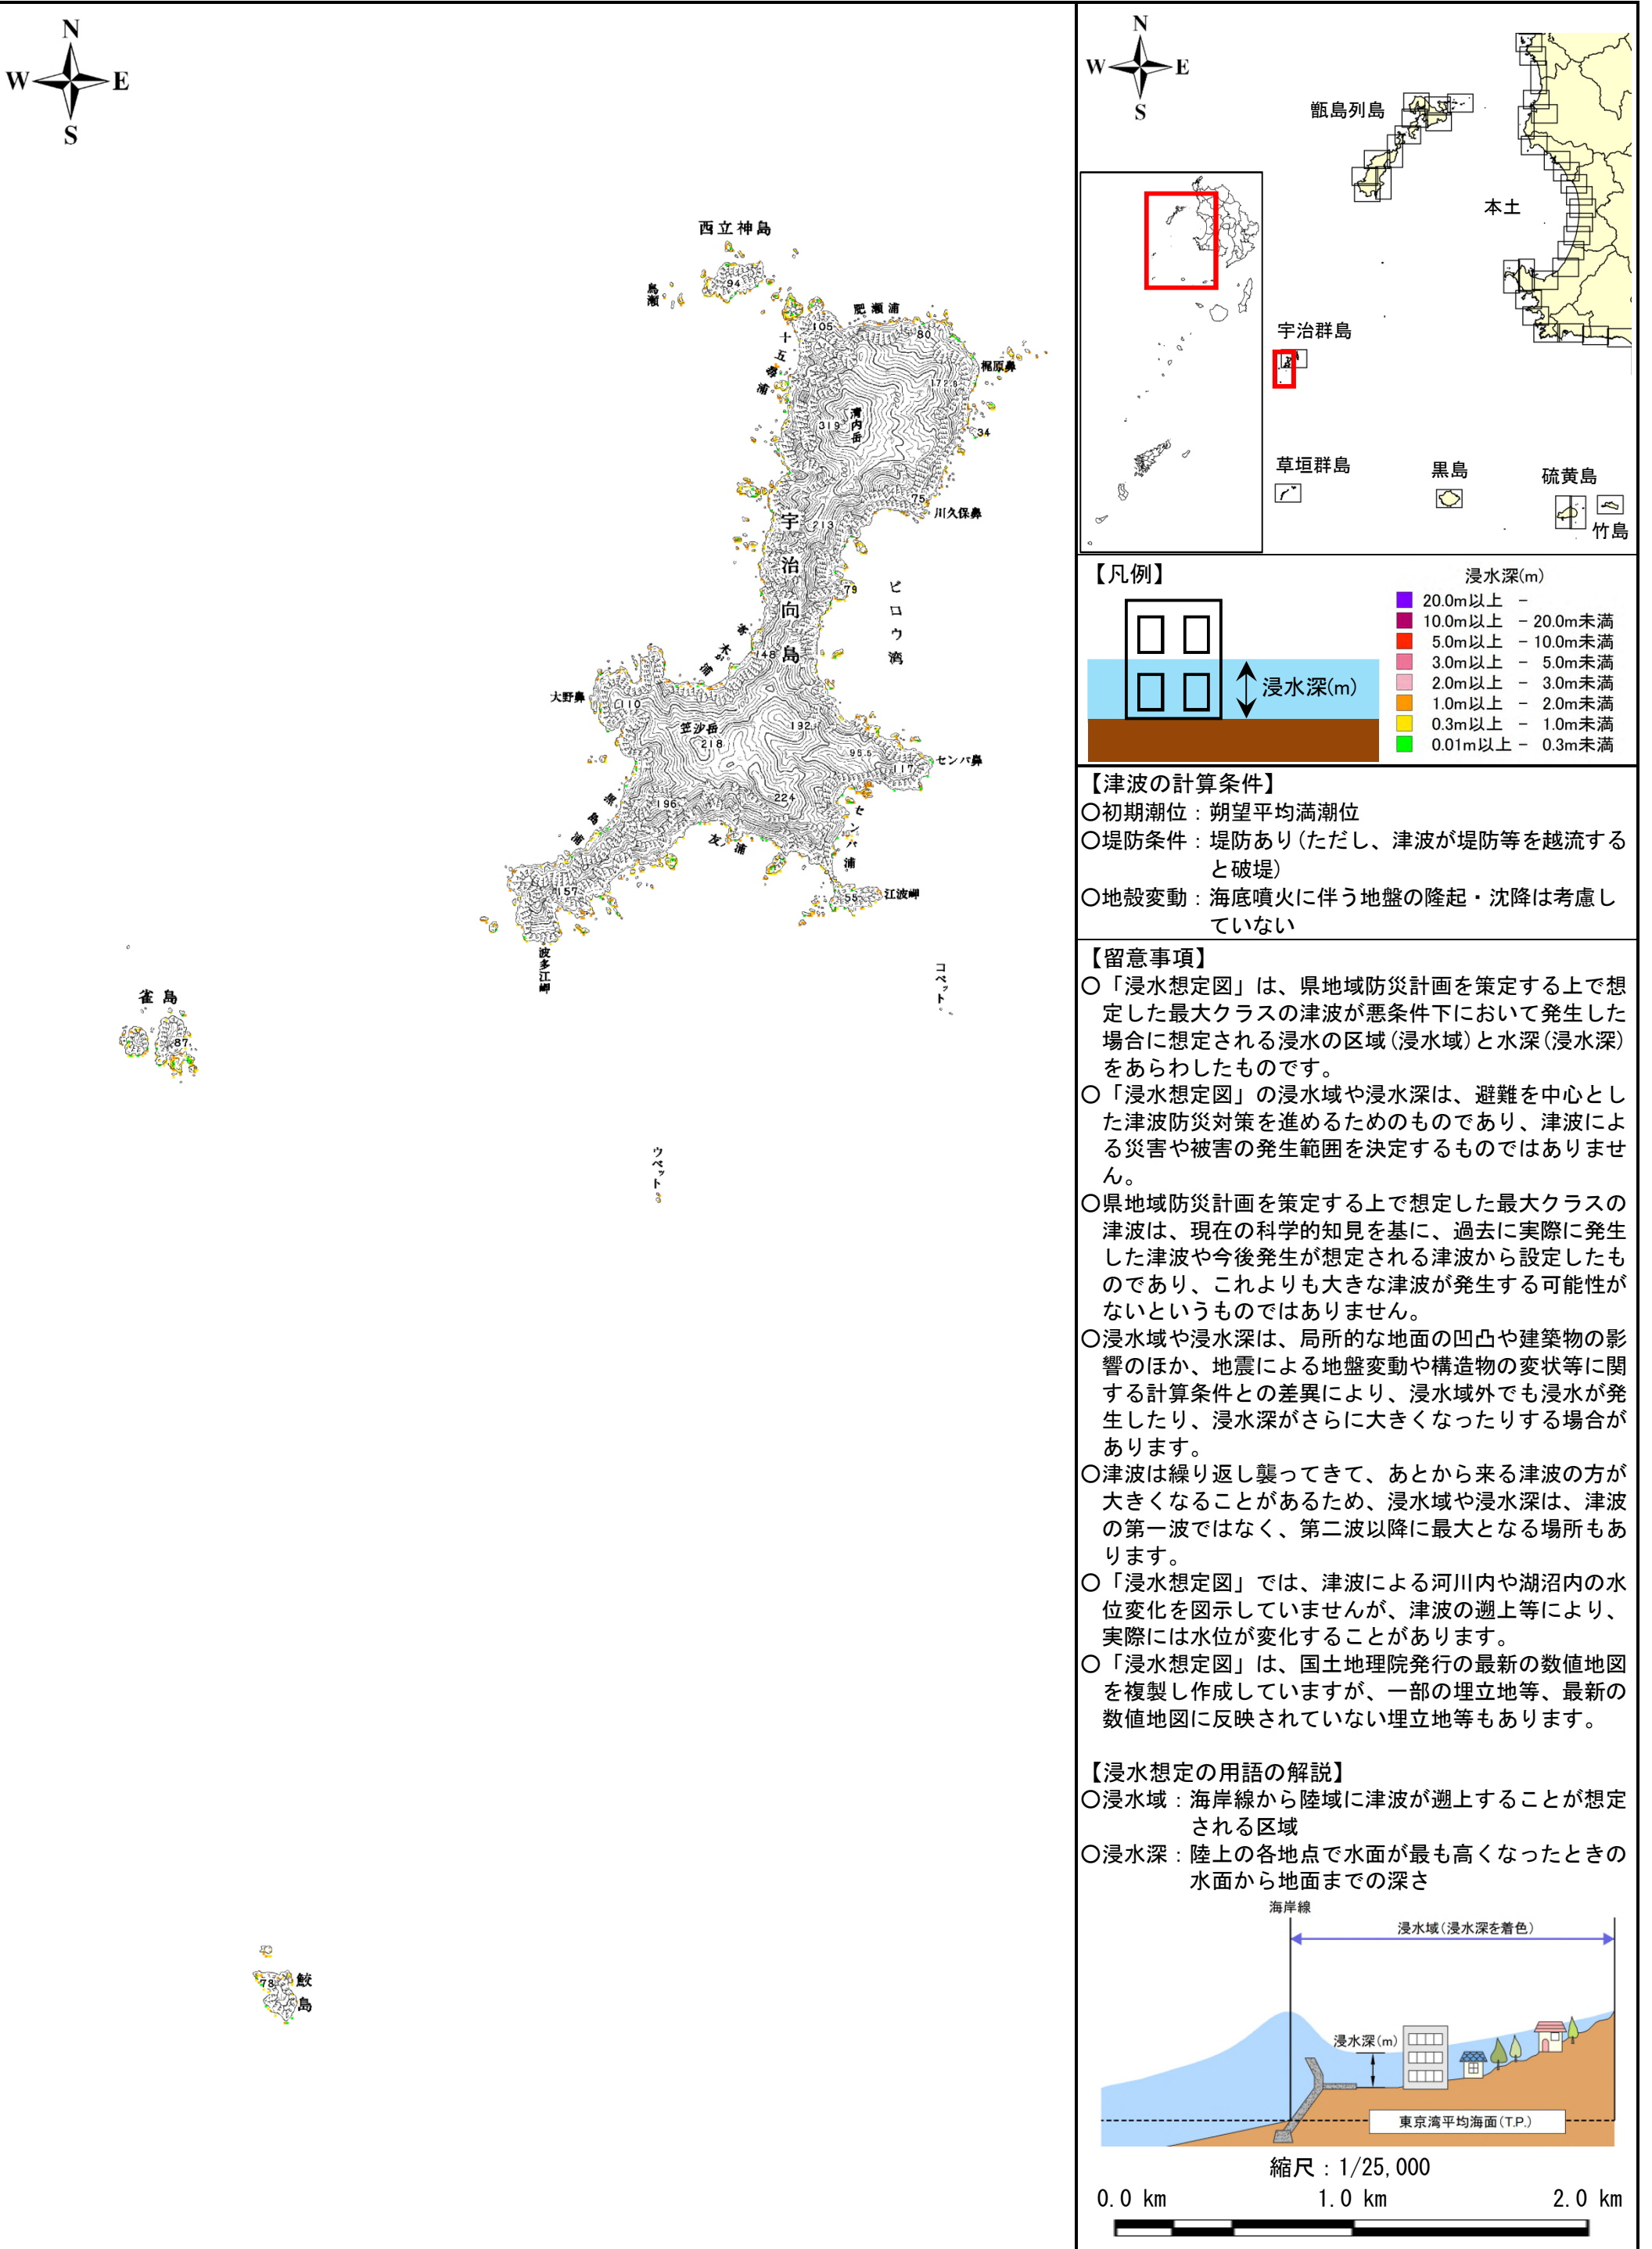 N
W E
S
西立神島
94
鳥瀬
105
肥瀬浦
80
梶原鼻
172.8
319
清内岳
34
75
川久保鼻
213
宇治向島
79
ビロウ湾
148
大野鼻
110
笠沙岳
218
192
95.5
117
センバ鼻
196
224
黒島浦
友浦
センバ浦
157
55
江波岬
波多江岬
コベット
雀島
87
ウベット
78
鮫島
N
W E
S
甑島列島
本土
宇治群島
草垣群島
黒島
硫黄島
竹島
【凡例】
浸水深(m)
浸水深(m)
20.0m以上 -
10.0m以上 - 20.0m未満
5.0m以上 - 10.0m未満
3.0m以上 - 5.0m未満
2.0m以上 - 3.0m未満
1.0m以上 - 2.0m未満
0.3m以上 - 1.0m未満
0.01m以上 - 0.3m未満
【津波の計算条件】
○初期潮位：朔望平均満潮位
○堤防条件：堤防あり(ただし、津波が堤防等を越流する
と破堤)
○地殻変動：海底噴火に伴う地盤の隆起・沈降は考慮し
ていない
【留意事項】
○「浸水想定図」は、県地域防災計画を策定する上で想
定した最大クラスの津波が悪条件下において発生した
場合に想定される浸水の区域(浸水域)と水深(浸水深)
をあらわしたものです。
○「浸水想定図」の浸水域や浸水深は、避難を中心とし
た津波防災対策を進めるためのものであり、津波によ
る災害や被害の発生範囲を決定するものではありませ
ん。
○県地域防災計画を策定する上で想定した最大クラスの
津波は、現在の科学的知見を基に、過去に実際に発生
した津波や今後発生が想定される津波から設定したも
のであり、これよりも大きな津波が発生する可能性が
ないというものではありません。
○浸水域や浸水深は、局所的な地面の凹凸や建築物の影
響のほか、地震による地盤変動や構造物の変状等に関
する計算条件との差異により、浸水域外でも浸水が発
生したり、浸水深がさらに大きくなったりする場合が
あります。
○津波は繰り返し襲ってきて、あとから来る津波の方が
大きくなることがあるため、浸水域や浸水深は、津波
の第一波ではなく、第二波以降に最大となる場所もあ
ります。
○「浸水想定図」では、津波による河川内や湖沼内の水
位変化を図示していませんが、津波の遡上等により、
実際には水位が変化することがあります。
○「浸水想定図」は、国土地理院発行の最新の数値地図
を複製し作成していますが、一部の埋立地等、最新の
数値地図に反映されていない埋立地等もあります。
【浸水想定の用語の解説】
○浸水域：海岸線から陸域に津波が遡上することが想定
される区域
○浸水深：陸上の各地点で水面が最も高くなったときの
水面から地面までの深さ
海岸線
浸水域(浸水深を着色)
浸水深(m)
東京湾平均海面(T.P.)
縮尺：1/25,000
0.0 km 1.0 km 2.0 km